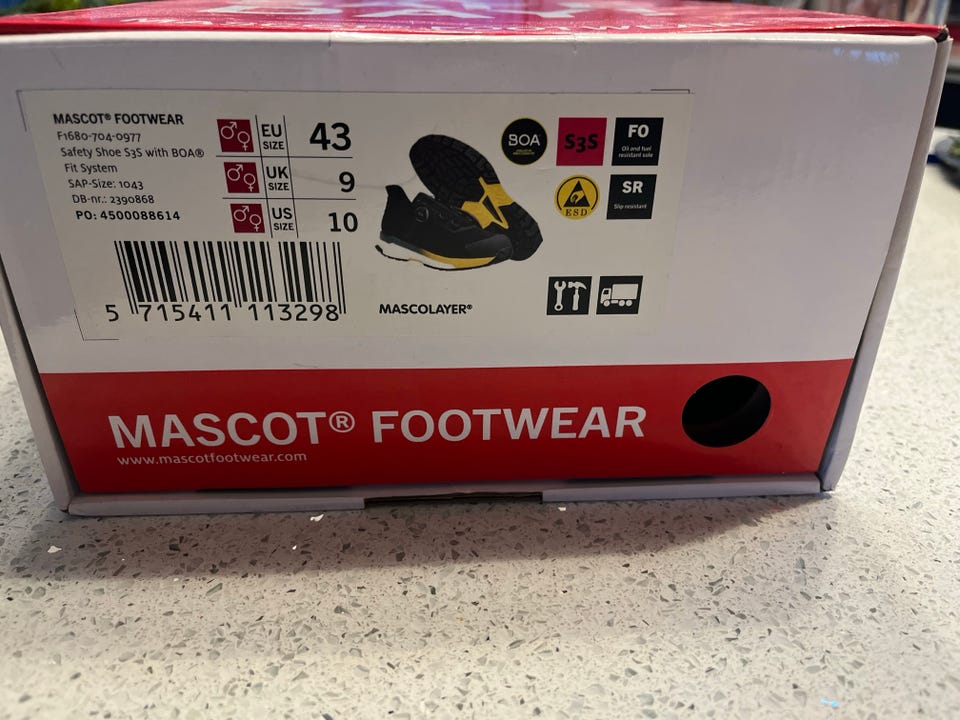 MASCOT® FOOTWEAR
F1680-704-0977
Safety Shoe S3S with BOA®
Fit System
SAP-Size: 1043
DB-nr.: 2390868
PO: 4500088614
EU SIZE 43
UK SIZE 9
US SIZE 10
5 715411 113298
MASCOLAYER®
BOA
S3S
FO
Oil and fuel
resistant sole
ESD
SR
Slip-resistant
MASCOT® FOOTWEAR
www.mascotfootwear.com